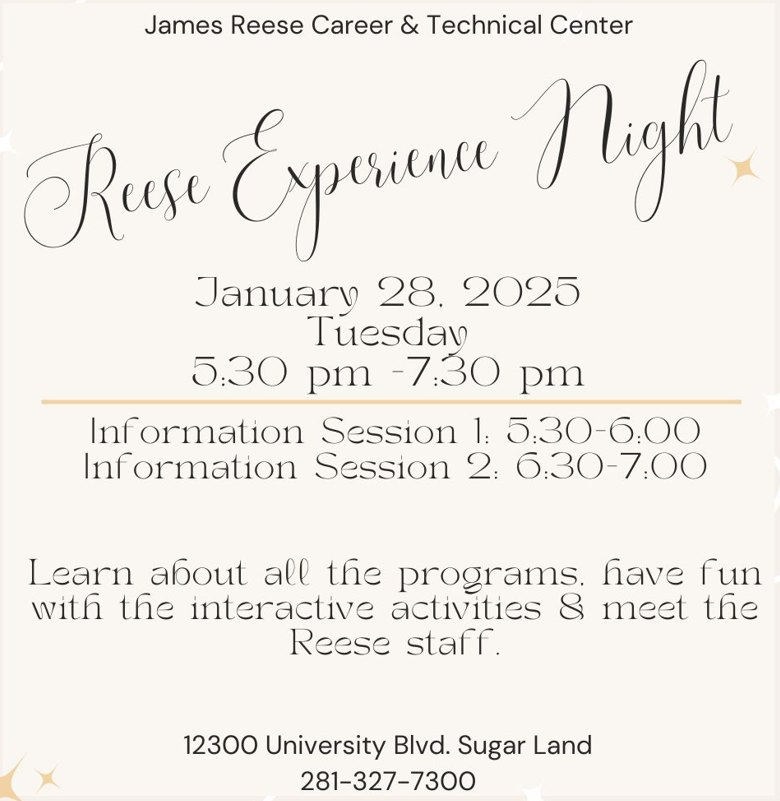 James Reese Career & Technical Center
Reese Experience Night
January 28, 2025
Tuesday
5:30 pm -7:30 pm
Information Session 1: 5:30-6:00
Information Session 2: 6:30-7:00
Learn about all the programs, have fun
with the interactive activities & meet the
Reese staff.
12300 University Blvd. Sugar Land
281-327-7300